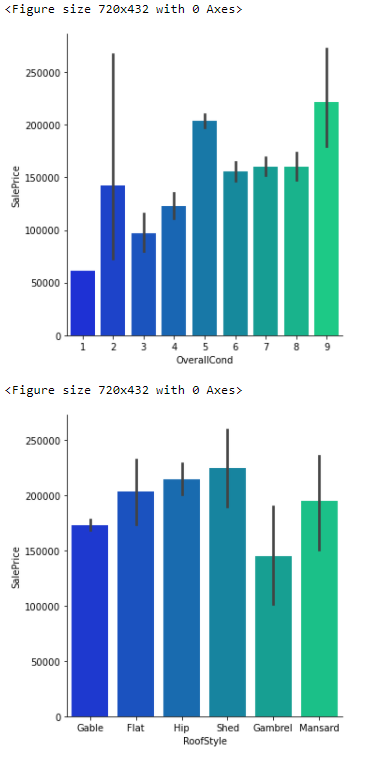 <Figure size 720x432 with 0 Axes>
250000
200000
150000
100000
50000
0
SalePrice
1 2 3 4 5 6 7 8 9
OverallCond
<Figure size 720x432 with 0 Axes>
250000
200000
150000
100000
50000
0
SalePrice
Gable Flat Hip Shed Gambrel Mansard
RoofStyle